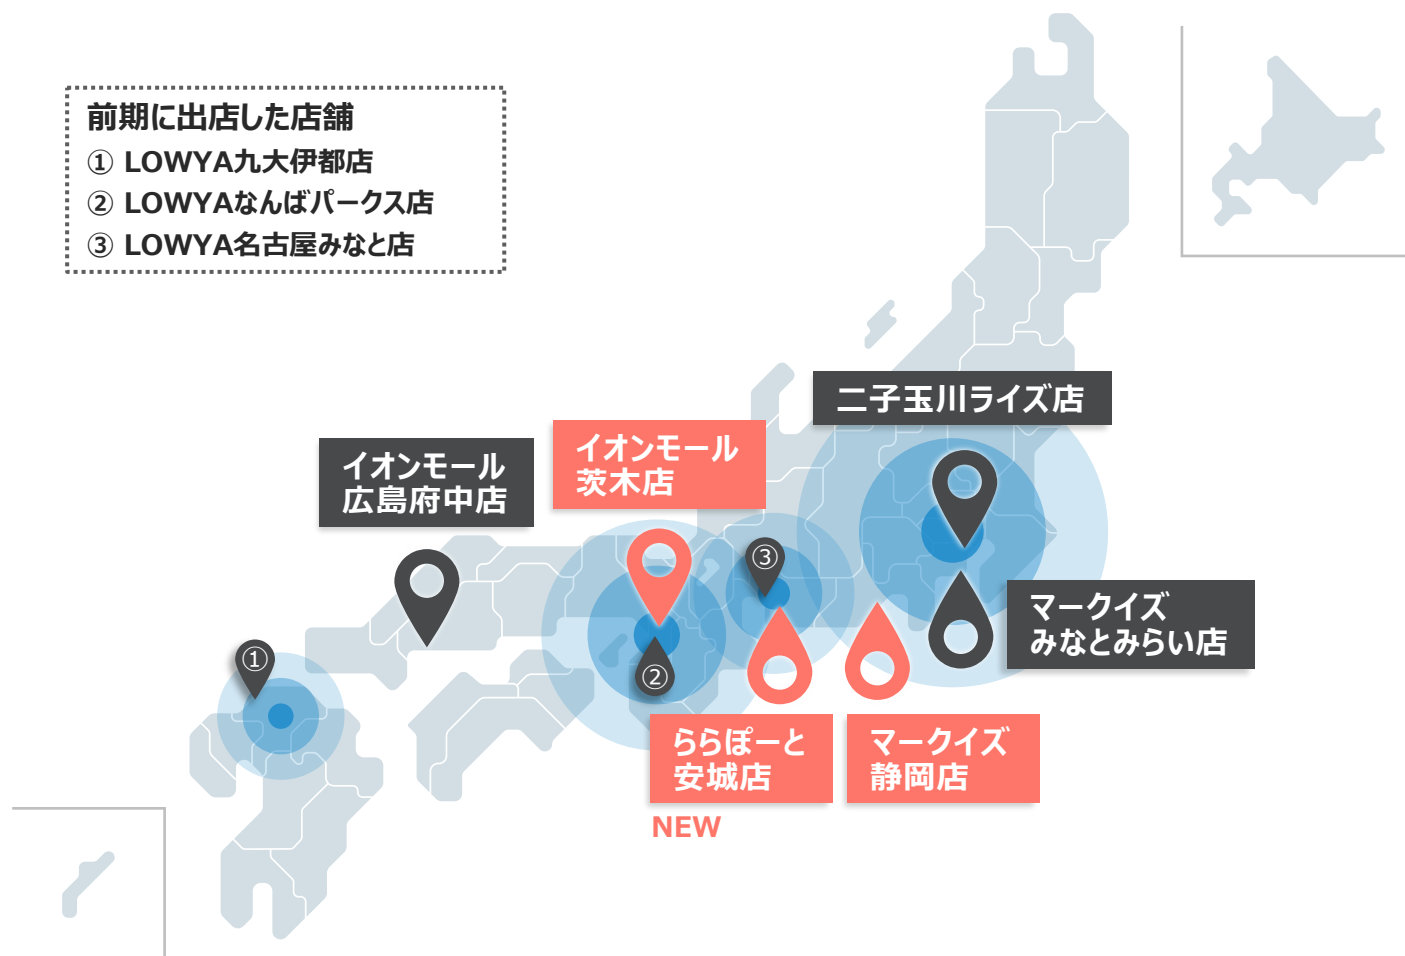 前期に出店した店舗
① LOWYA九大伊都店
② LOWYAなんばパークス店
③ LOWYA名古屋みなと店
二子玉川ライズ店
イオンモール
茨木店
イオンモール
広島府中店
③
マークイズ
みなとみらい店
①
②
ららぽーと
安城店
マークイズ
静岡店
NEW